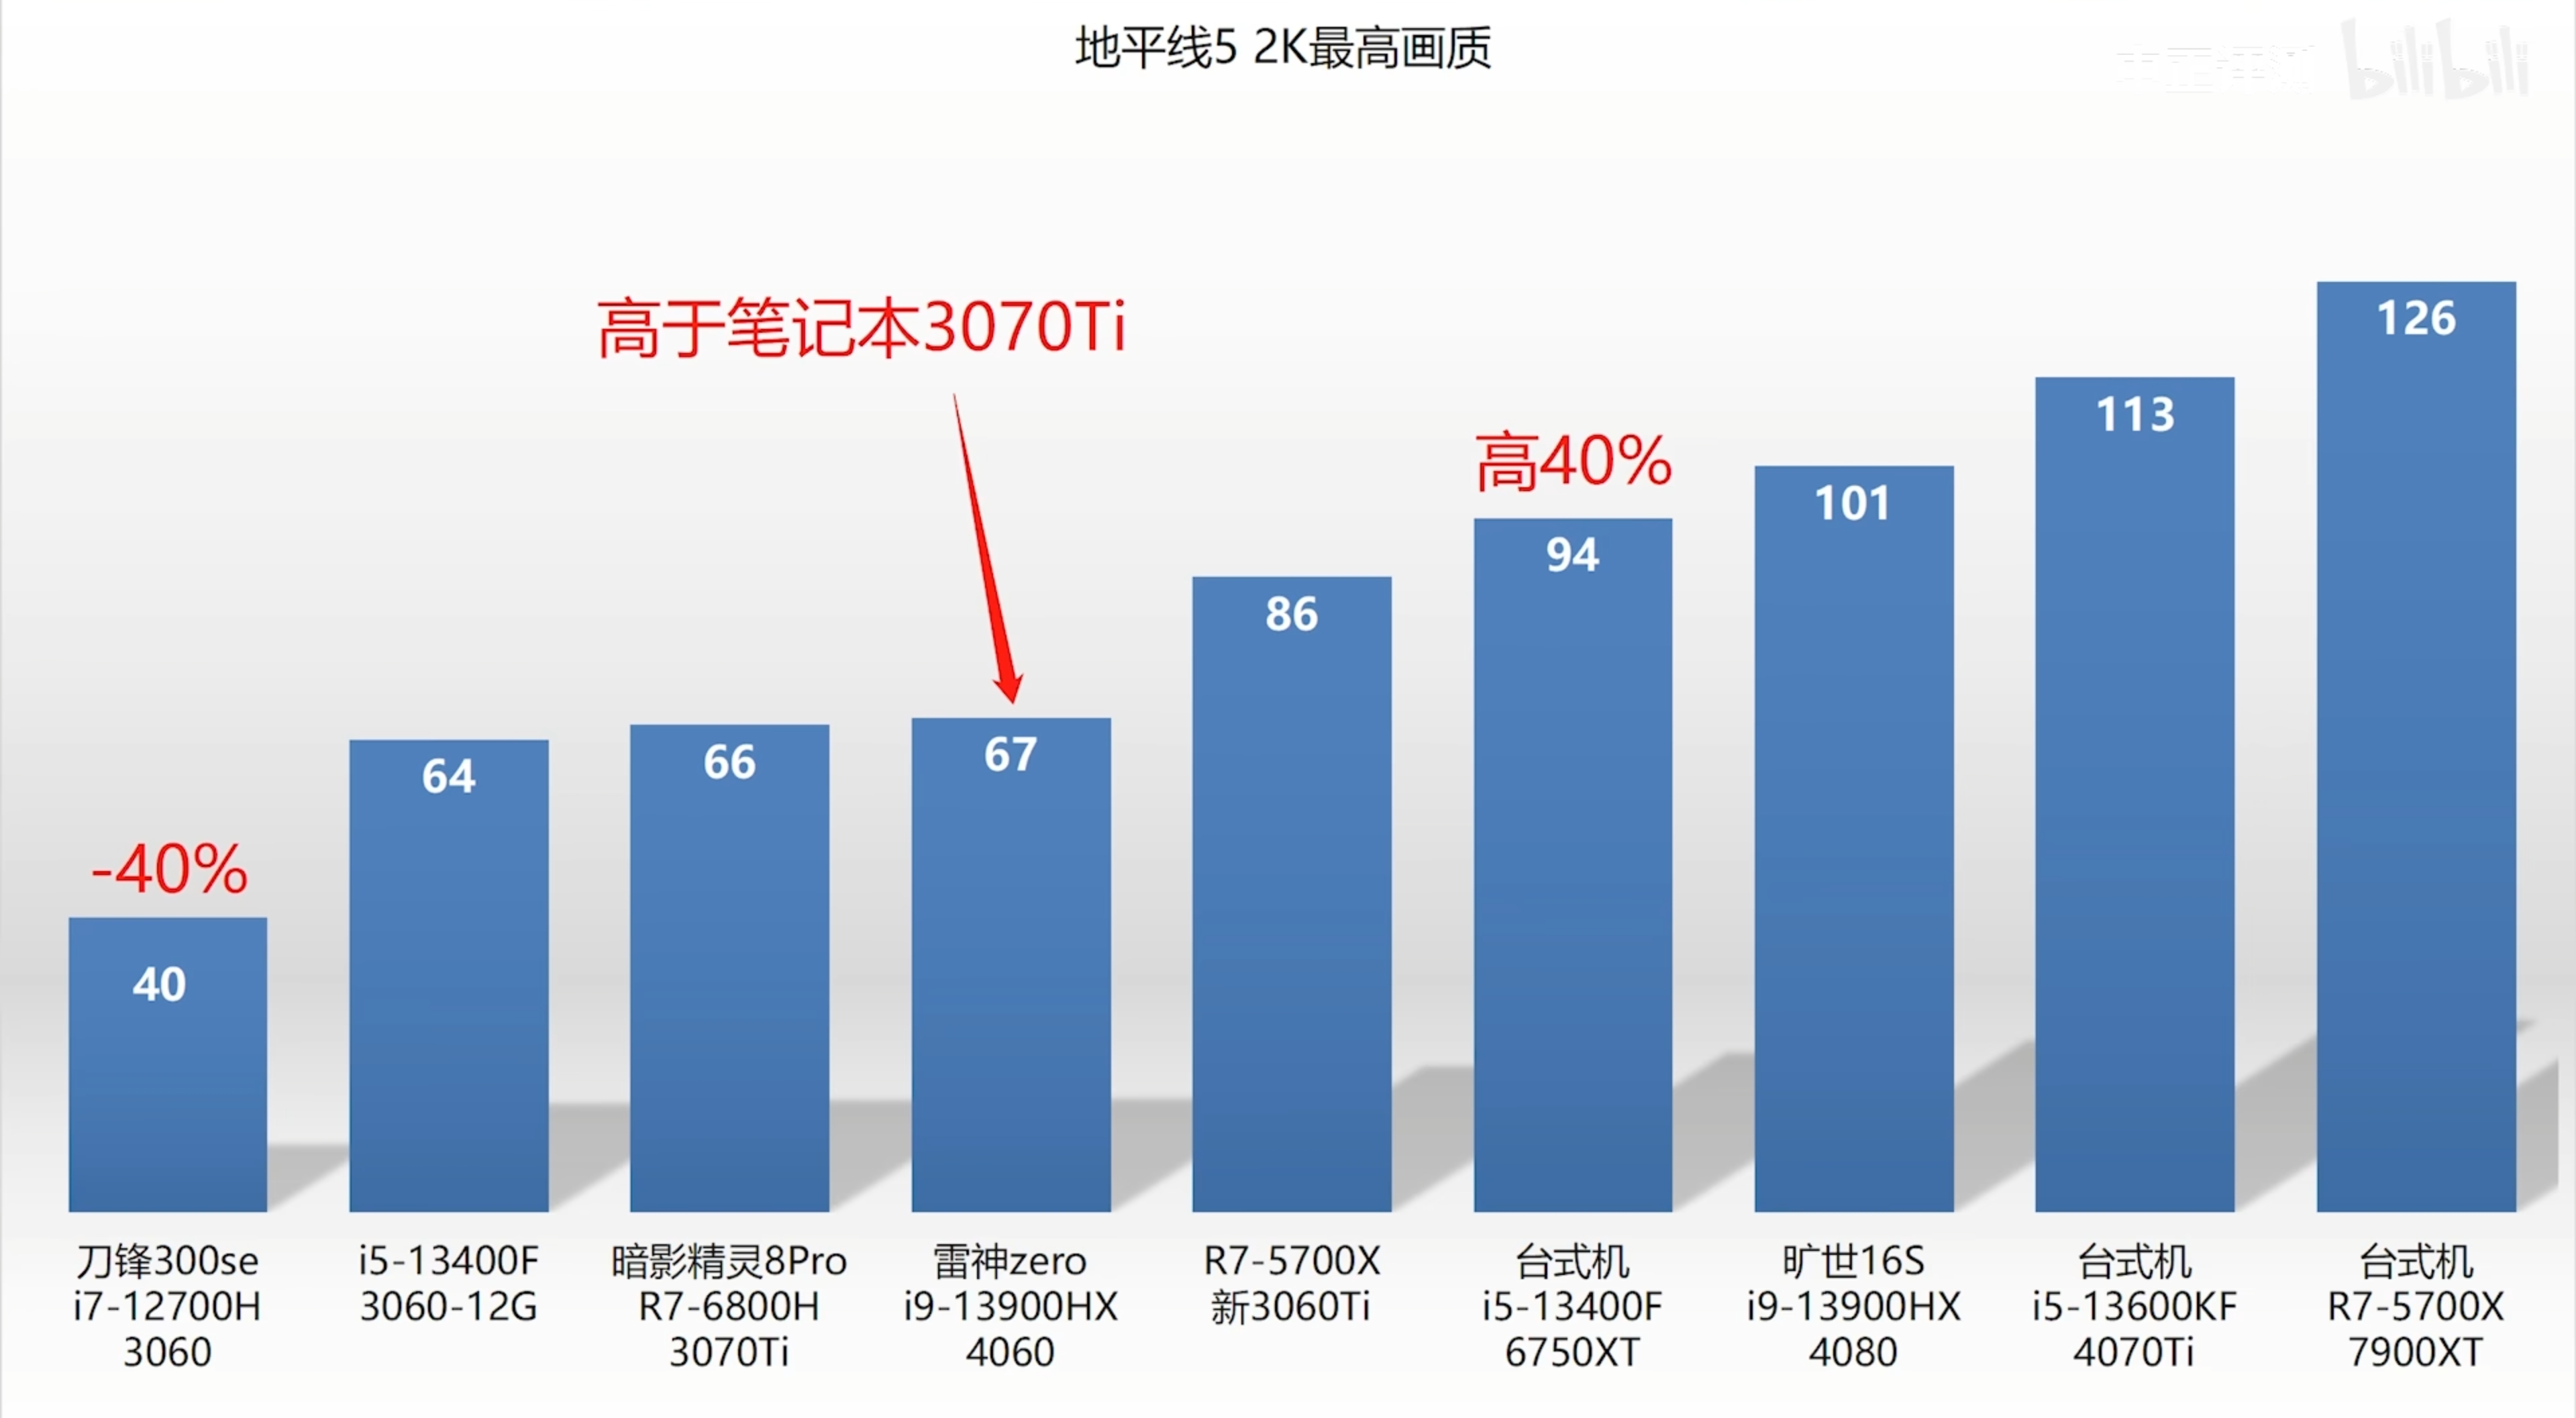 地平线5 2K最高画质
bilibili
高于笔记本3070Ti
高40%
-40%
40
64
66
67
86
94
101
113
126
刀锋300se
i7-12700H
3060
i5-13400F
3060-12G
暗影精灵8Pro
R7-6800H
3070Ti
雷神zero
i9-13900HX
4060
R7-5700X
新3060Ti
台式机
i5-13400F
6750XT
旷世16S
i9-13900HX
4080
台式机
i5-13600KF
4070Ti
台式机
R7-5700X
7900XT